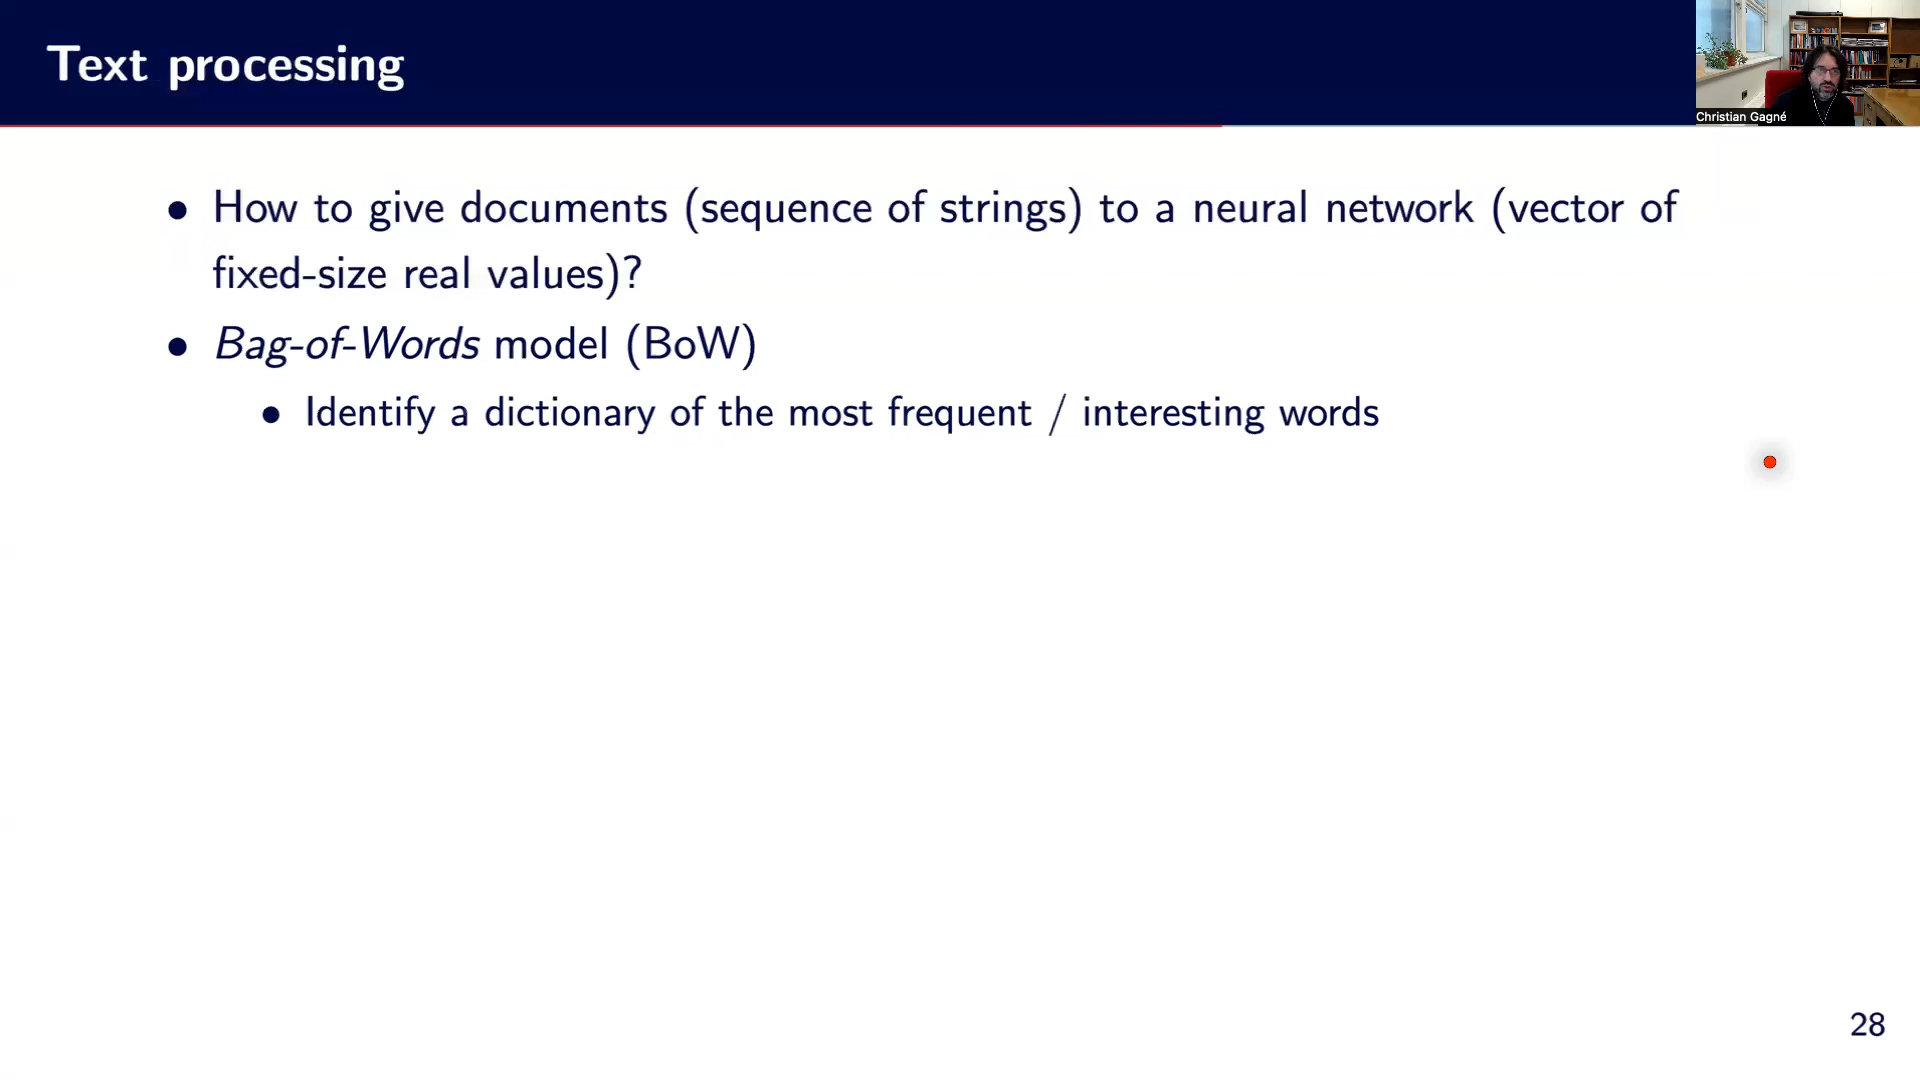 Text processing
Christian Gagné
• How to give documents (sequence of strings) to a neural network (vector of
fixed-size real values)?
• Bag-of-Words model (BoW)
• Identify a dictionary of the most frequent / interesting words
28